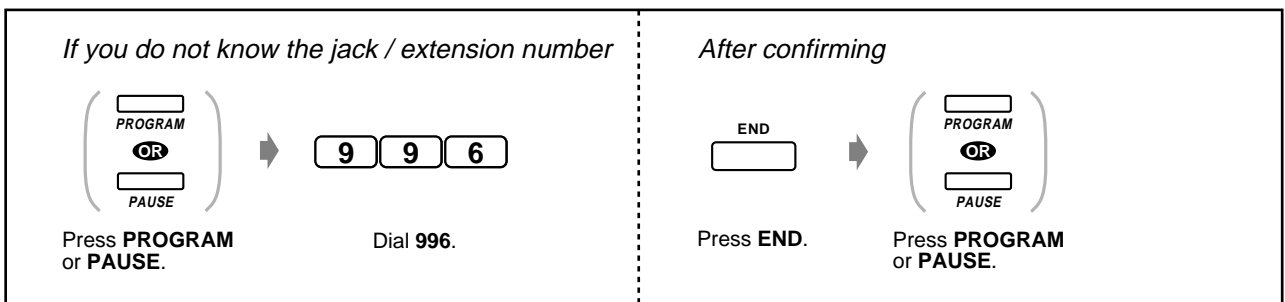 If you do not know the jack / extension number
PROGRAM
OR
PAUSE
9 9 6
Press PROGRAM
or PAUSE.
Dial 996.
After confirming
END
PROGRAM
OR
PAUSE
Press END.
Press PROGRAM
or PAUSE.